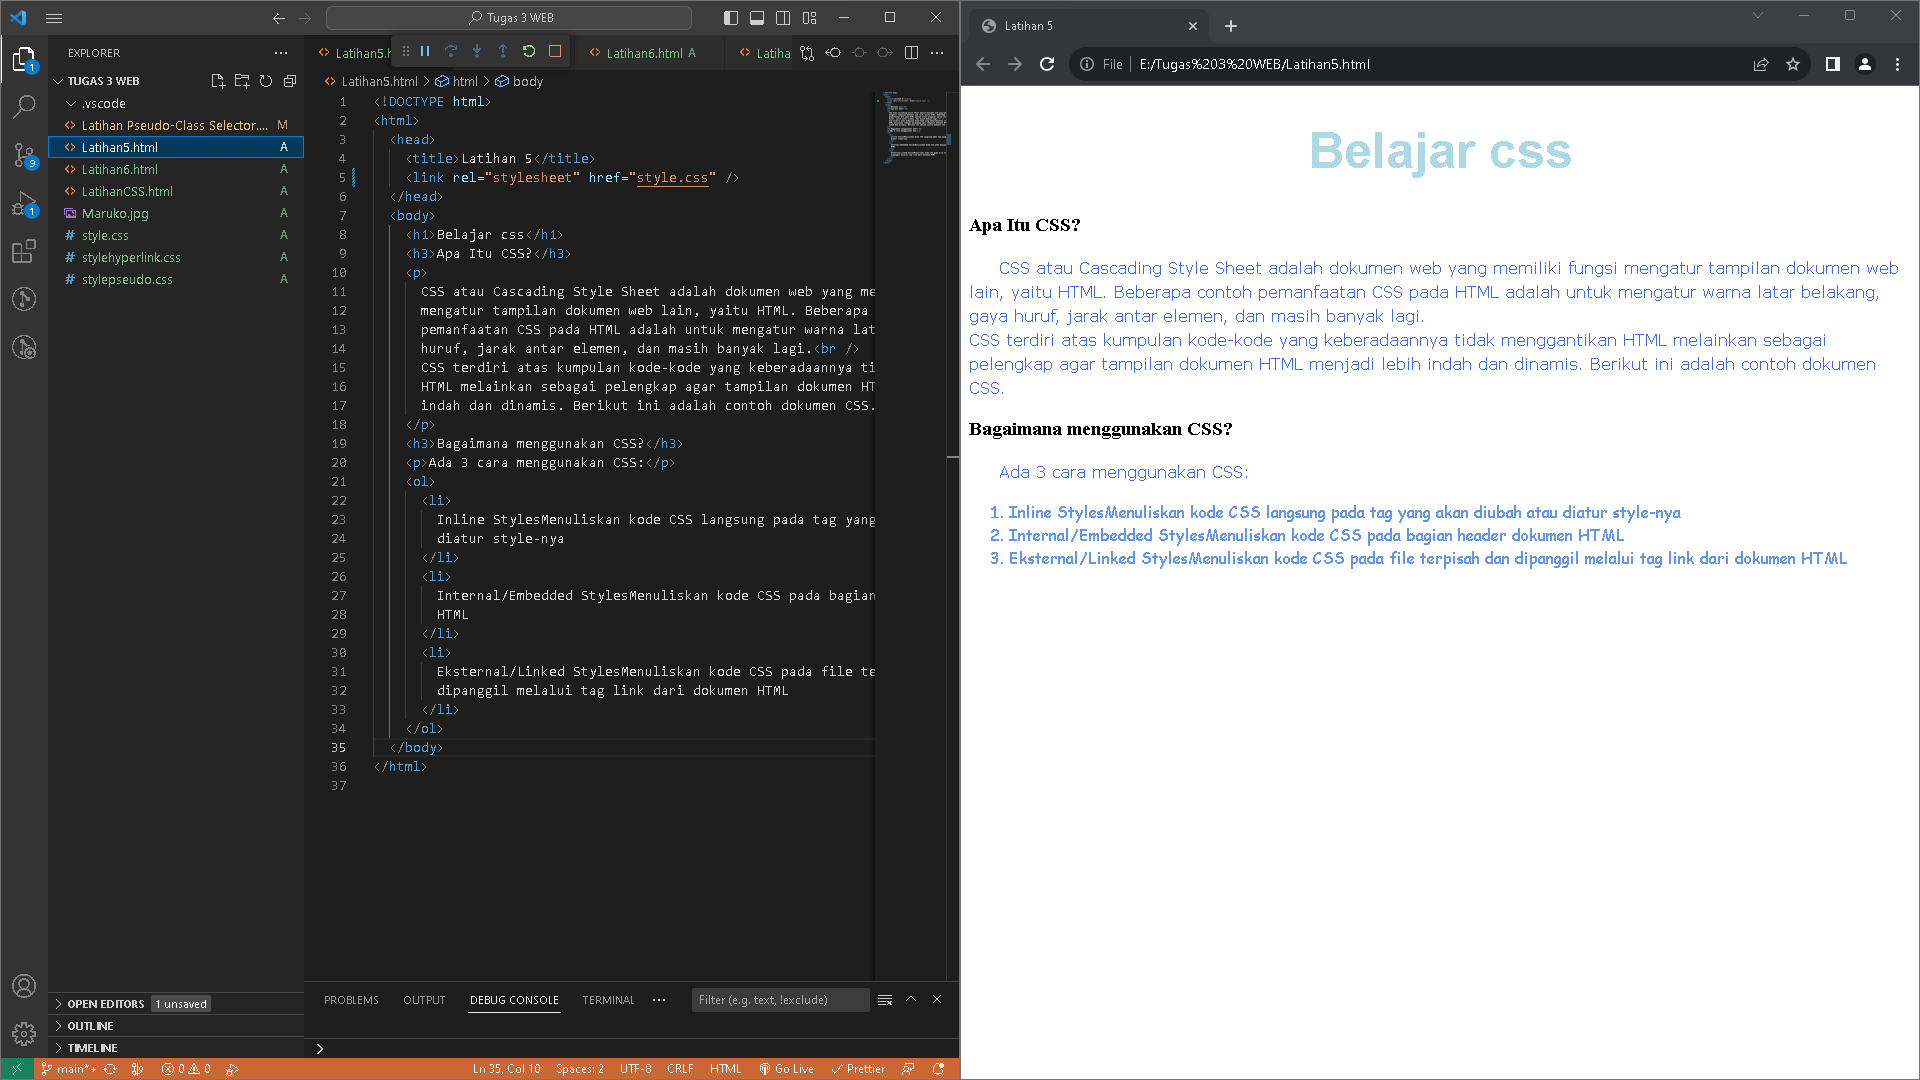 Tugas 3 WEB
EXPLORER
TUGAS 3 WEB
.vscode
Latihan Pseudo-Class Selector.... M
Latihan5.html A
Latihan6.html A
LatihanCSS.html A
Maruko.jpg A
style.css A
stylehyperlink.css A
stylepseudo.css A
OPEN EDITORS 1 unsaved
OUTLINE
TIMELINE
1
9
1
Latihan5.h
Latihan6.html A
Latiha
Latihan5.html > html > body
1 <!DOCTYPE html>
2 <html>
3 <head>
4 <title>Latihan 5</title>
5 <link rel="stylesheet" href="style.css" />
6 </head>
7 <body>
8 <h1>Belajar css</h1>
9 <h3>Apa Itu CSS?</h3>
10 <p>
11 CSS atau Cascading Style Sheet adalah dokumen web yang me
12 mengatur tampilan dokumen web lain, yaitu HTML. Beberapa
13 pemanfaatan CSS pada HTML adalah untuk mengatur warna lat
14 huruf, jarak antar elemen, dan masih banyak lagi.<br />
15 CSS terdiri atas kumpulan kode-kode yang keberadaannya ti
16 HTML melainkan sebagai pelengkap agar tampilan dokumen HT
17 indah dan dinamis. Berikut ini adalah contoh dokumen CSS.
18 </p>
19 <h3>Bagaimana menggunakan CSS?</h3>
20 <p>Ada 3 cara menggunakan CSS:</p>
21 <ol>
22 <li>
23 Inline StylesMenuliskan kode CSS langsung pada tag yang
24 diatur style-nya
25 </li>
26 <li>
27 Internal/Embedded StylesMenuliskan kode CSS pada bagian
28 HTML
29 </li>
30 <li>
31 Eksternal/Linked StylesMenuliskan kode CSS pada file te
32 dipanggil melalui tag link dari dokumen HTML
33 </li>
34 </ol>
35 </body>
36 </html>
37
PROBLEMS OUTPUT DEBUG CONSOLE TERMINAL ... Filter (e.g. text, !exclude)
main*+ 0 0 Ln 35, Col 10 Spaces: 2 UTF-8 CRLF HTML Go Live Prettier
Latihan 5
File E:/Tugas%203%20WEB/Latihan5.html
Belajar css
Apa Itu CSS?
CSS atau Cascading Style Sheet adalah dokumen web yang memiliki fungsi mengatur tampilan dokumen web
lain, yaitu HTML. Beberapa contoh pemanfaatan CSS pada HTML adalah untuk mengatur warna latar belakang,
gaya huruf, jarak antar elemen, dan masih banyak lagi.
CSS terdiri atas kumpulan kode-kode yang keberadaannya tidak menggantikan HTML melainkan sebagai
pelengkap agar tampilan dokumen HTML menjadi lebih indah dan dinamis. Berikut ini adalah contoh dokumen
CSS.
Bagaimana menggunakan CSS?
Ada 3 cara menggunakan CSS:
1. Inline StylesMenuliskan kode CSS langsung pada tag yang akan diubah atau diatur style-nya
2. Internal/Embedded StylesMenuliskan kode CSS pada bagian header dokumen HTML
3. Eksternal/Linked StylesMenuliskan kode CSS pada file terpisah dan dipanggil melalui tag link dari dokumen HTML